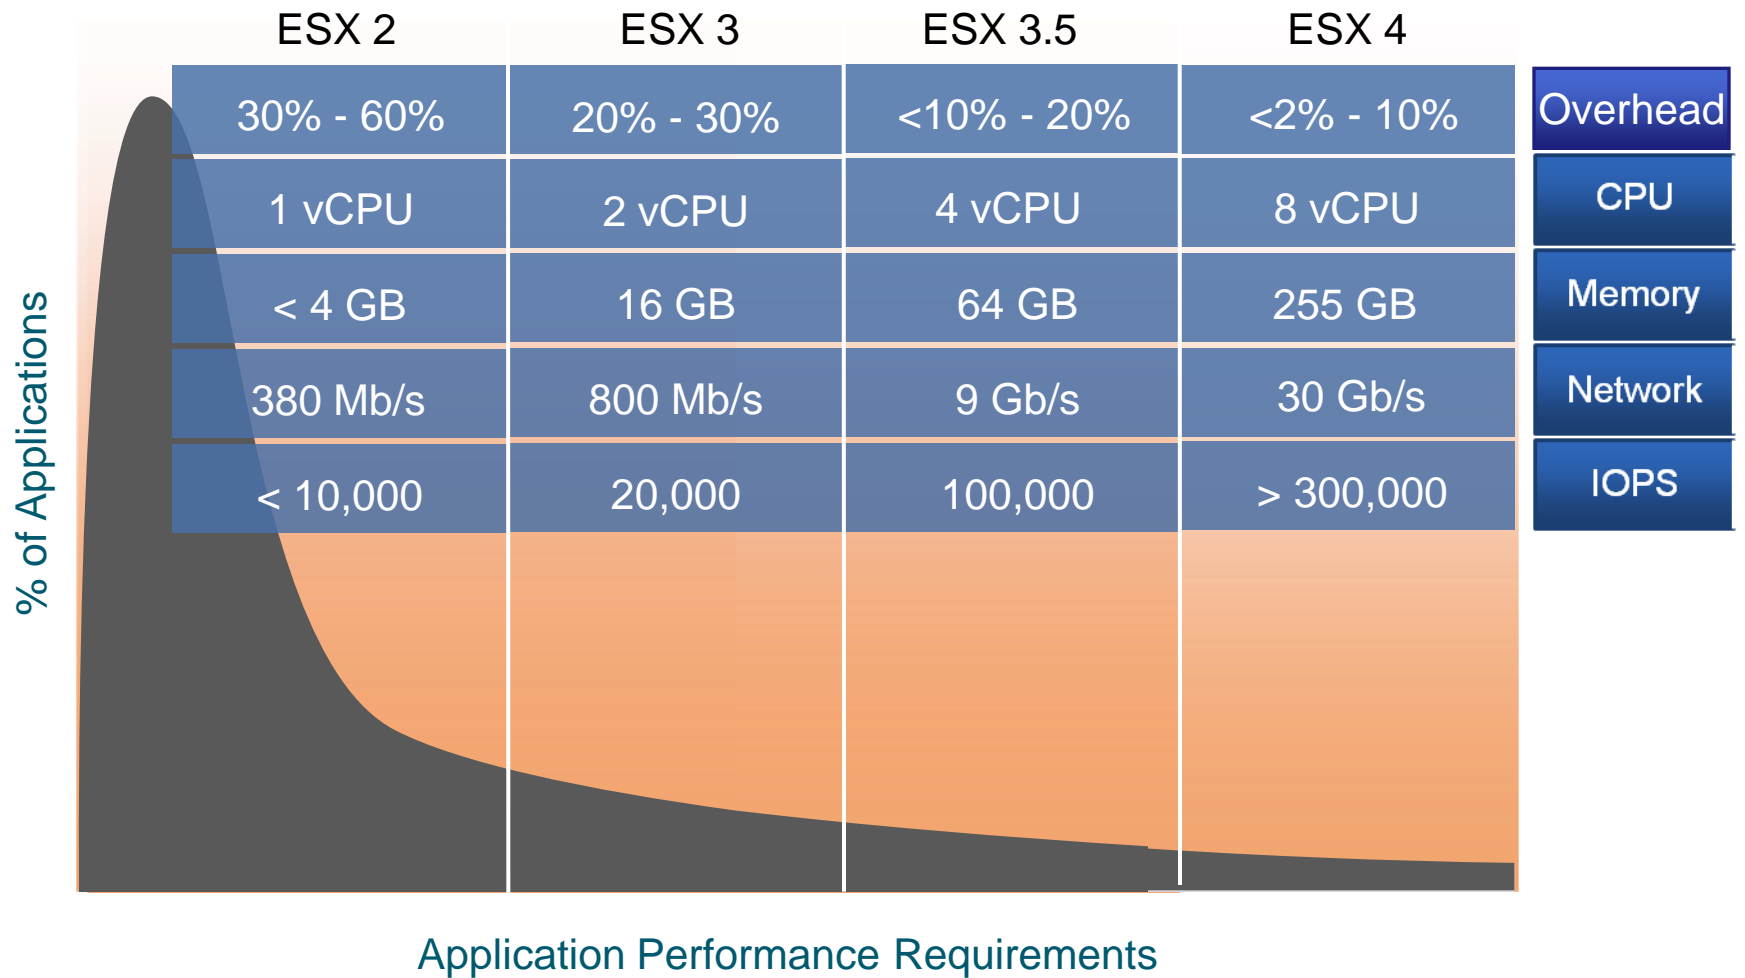 ESX 2 ESX 3 ESX 3.5 ESX 4
30% - 60% 20% - 30% <10% - 20% <2% - 10% Overhead
1 vCPU 2 vCPU 4 vCPU 8 vCPU CPU
< 4 GB 16 GB 64 GB 255 GB Memory
380 Mb/s 800 Mb/s 9 Gb/s 30 Gb/s Network
< 10,000 20,000 100,000 > 300,000 IOPS
% of Applications
Application Performance Requirements